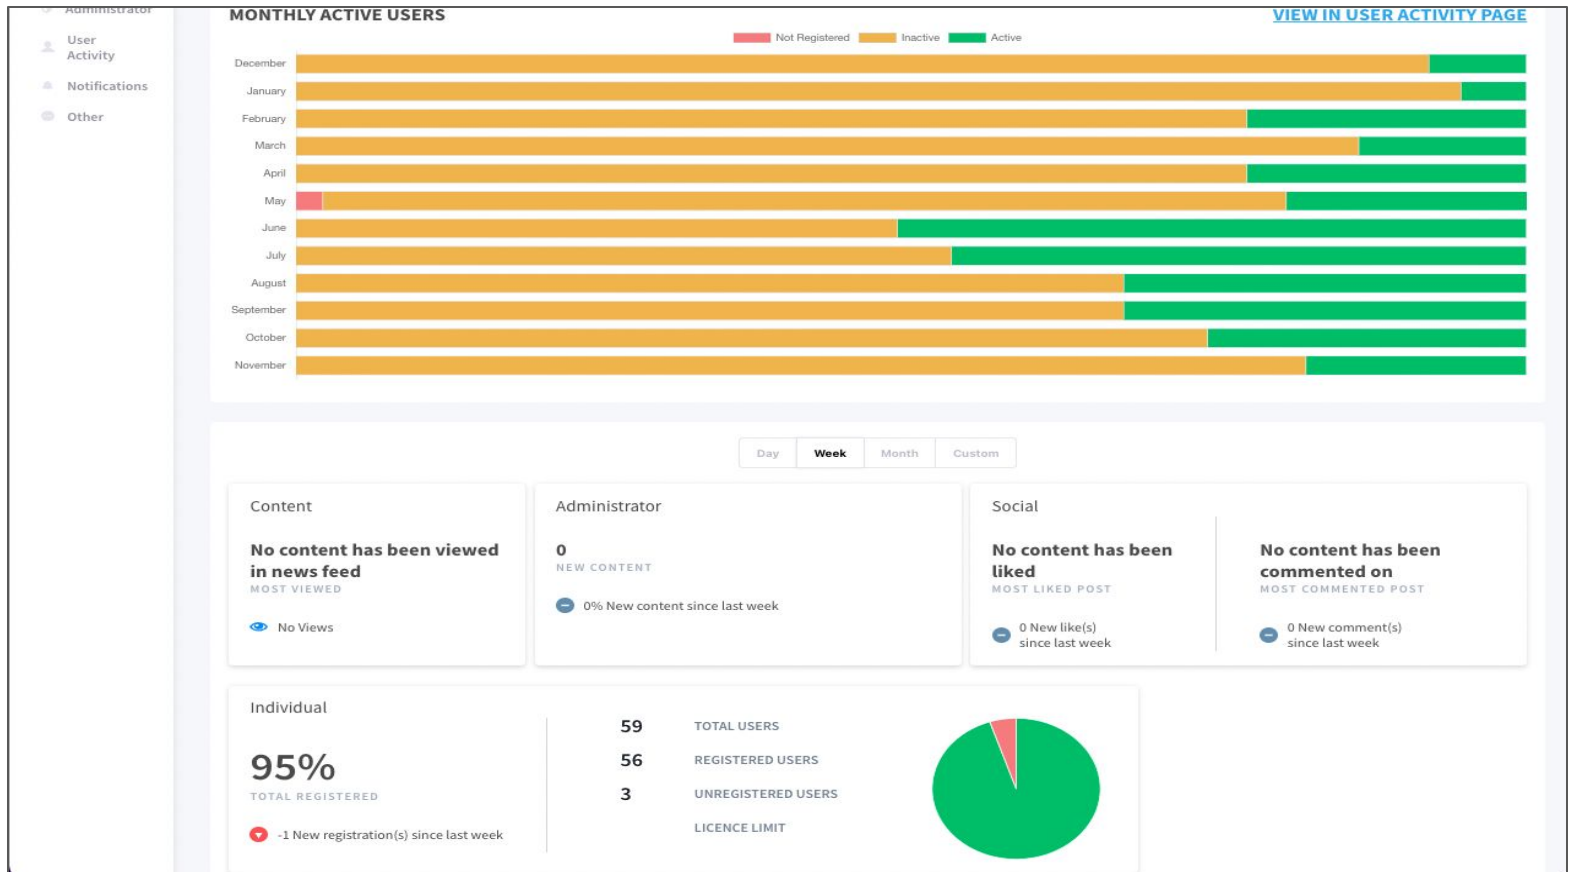 Administrator
User
Activity
Notifications
Other
MONTHLY ACTIVE USERS
VIEW IN USER ACTIVITY PAGE
Not Registered Inactive Active
December
January
February
March
April
May
June
July
August
September
October
November
Day Week Month Custom
Content
No content has been viewed
in news feed
MOST VIEWED
No Views
Administrator
0
NEW CONTENT
0% New content since last week
Social
No content has been
liked
MOST LIKED POST
0 New like(s)
since last week
No content has been
commented on
MOST COMMENTED POST
0 New comment(s)
since last week
Individual
95%
TOTAL REGISTERED
-1 New registration(s) since last week
59 TOTAL USERS
56 REGISTERED USERS
3 UNREGISTERED USERS
LICENCE LIMIT